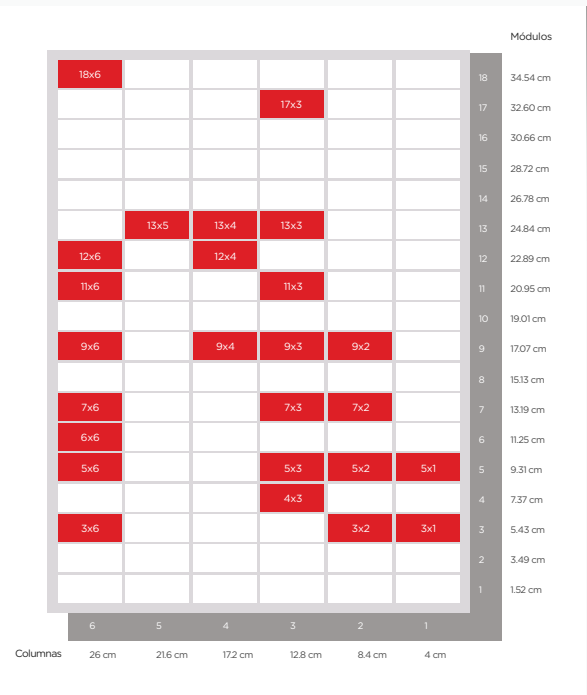 Módulos
18x6 18 34.54 cm
17x3 17 32.60 cm
16 30.66 cm
15 28.72 cm
14 26.78 cm
13x5 13x4 13x3 13 24.84 cm
12x6 12x4 12 22.89 cm
11x6 11x3 11 20.95 cm
10 19.01 cm
9x6 9x4 9x3 9x2 9 17.07 cm
8 15.13 cm
7x6 7x3 7x2 7 13.19 cm
6x6 6 11.25 cm
5x6 5x3 5x2 5x1 5 9.31 cm
4x3 4 7.37 cm
3x6 3x2 3x1 3 5.43 cm
2 3.49 cm
1 1.52 cm
6 5 4 3 2 1
Columnas 26 cm 21.6 cm 17.2 cm 12.8 cm 8.4 cm 4 cm